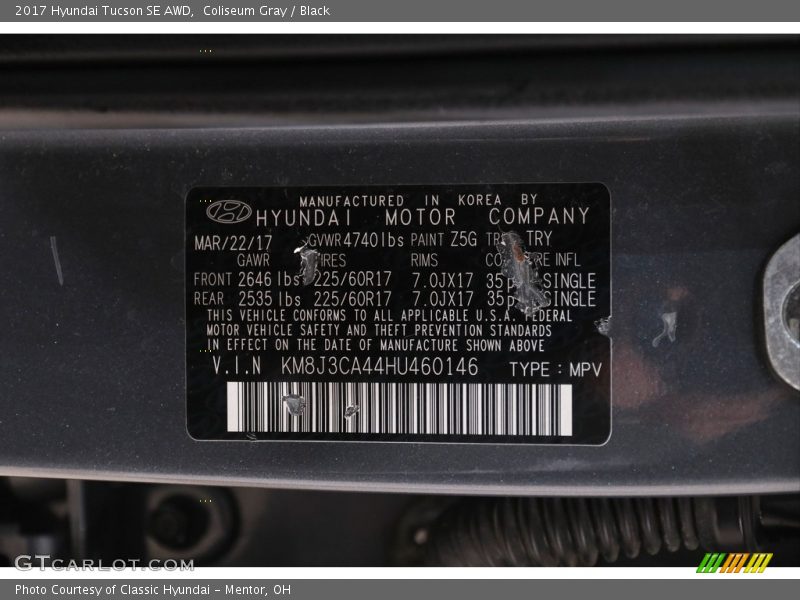 2017 Hyundai Tucson SE AWD,  Coliseum Gray / Black
MANUFACTURED IN KOREA BY
HYUNDAI MOTOR COMPANY
MAR/22/17 GVWR 4740lbs PAINT Z5G TRY
GAWR RIMS INFL
FRONT 2646 lbs 225/60R17 7.0JX17 SINGLE
REAR 2535 lbs 225/60R17 7.0JX17 SINGLE
THIS VEHICLE CONFORMS TO ALL APPLICABLE U.S.A. FEDERAL
MOTOR VEHICLE SAFETY AND THEFT PREVENTION STANDARDS
IN EFFECT ON THE DATE OF MANUFACTURE SHOWN ABOVE
V.I.N KM8J3CA44HU460146 TYPE : MPV
GTCARLOT.COM
Photo Courtesy of Classic Hyundai - Mentor, OH